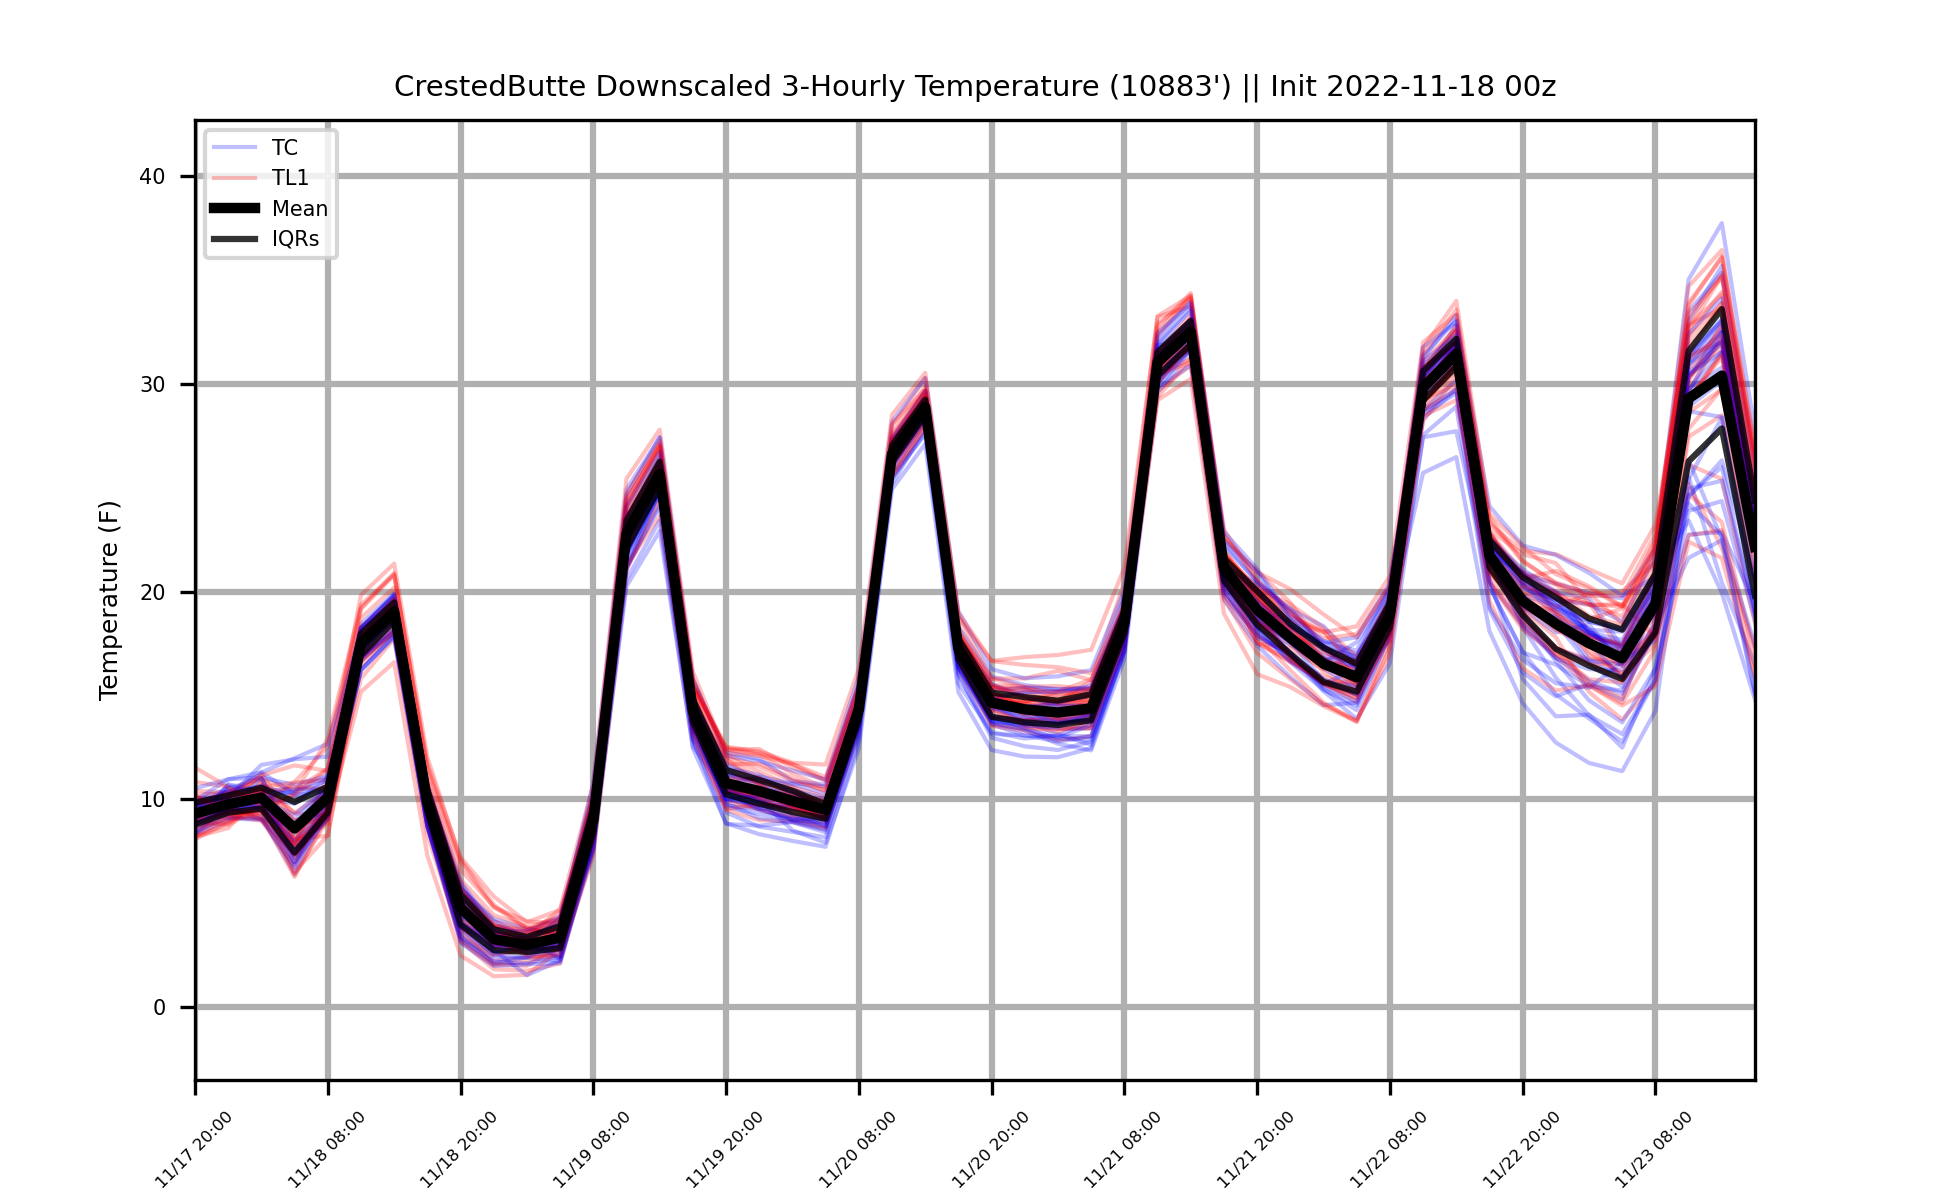 CrestedButte Downscaled 3-Hourly Temperature (10883') || Init 2022-11-18 00z
TC
TL1
Mean
IQRs
Temperature (F)
40
30
20
10
0
11/17 20:00
11/18 08:00
11/18 20:00
11/19 08:00
11/19 20:00
11/20 08:00
11/20 20:00
11/21 08:00
11/21 20:00
11/22 08:00
11/22 20:00
11/23 08:00